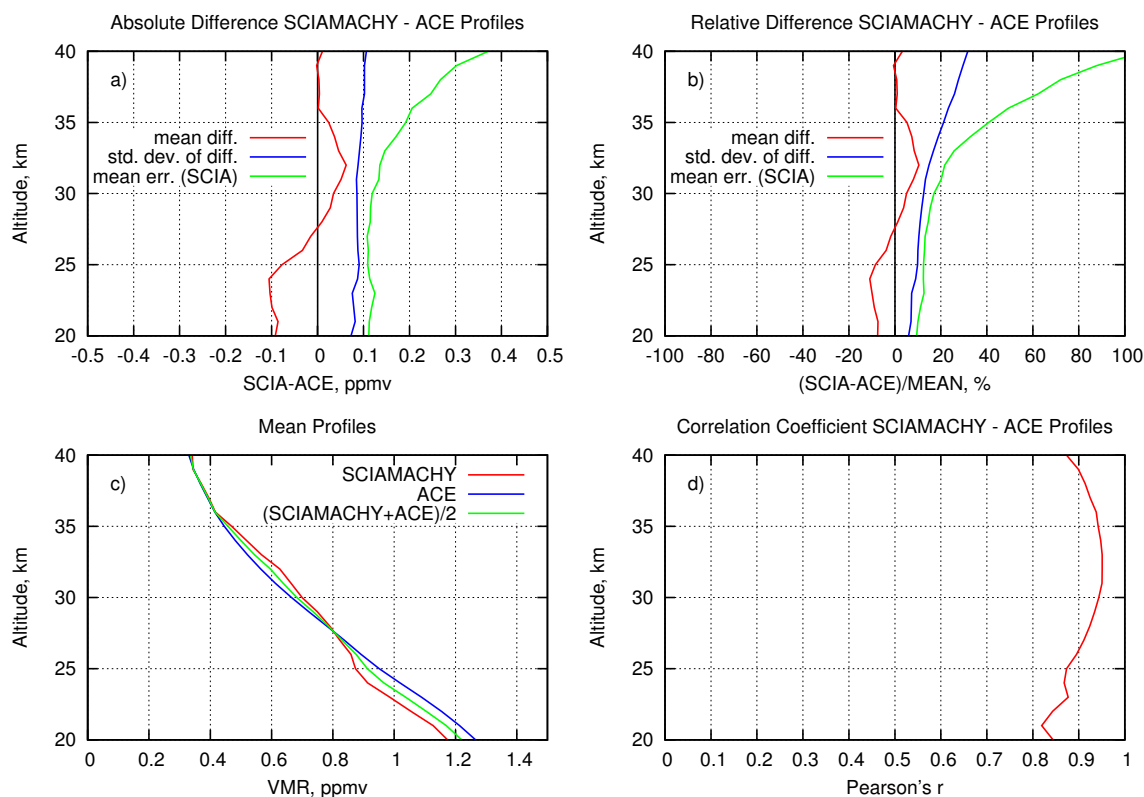 Absolute Difference SCIAMACHY - ACE Profiles
a)
mean diff.
std. dev. of diff.
mean err. (SCIA)
40
35
30
25
20
Altitude, km
-0.5 -0.4 -0.3 -0.2 -0.1 0 0.1 0.2 0.3 0.4 0.5
SCIA-ACE, ppmv
Relative Difference SCIAMACHY - ACE Profiles
b)
mean diff.
std. dev. of diff.
mean err. (SCIA)
40
35
30
25
20
Altitude, km
-100 -80 -60 -40 -20 0 20 40 60 80 100
(SCIA-ACE)/MEAN, %
Mean Profiles
c)
SCIAMACHY
ACE
(SCIAMACHY+ACE)/2
40
35
30
25
20
Altitude, km
0 0.2 0.4 0.6 0.8 1 1.2 1.4
VMR, ppmv
Correlation Coefficient SCIAMACHY - ACE Profiles
d)
40
35
30
25
20
Altitude, km
0 0.1 0.2 0.3 0.4 0.5 0.6 0.7 0.8 0.9 1
Pearson's r